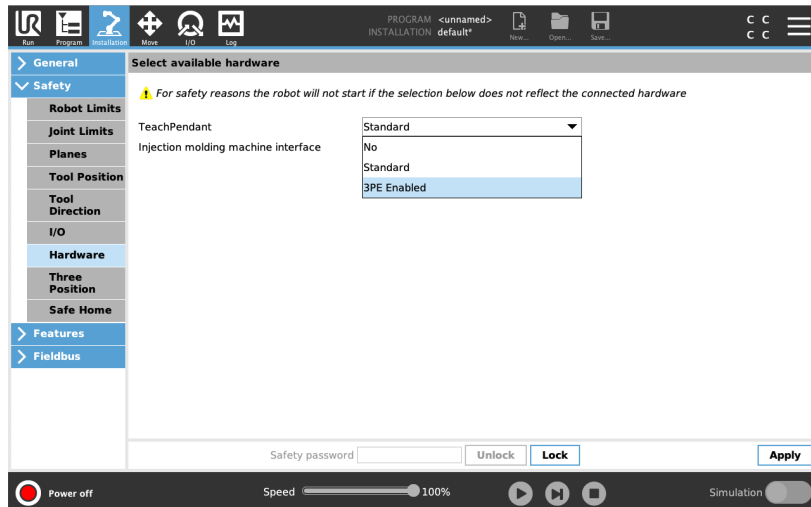 UR
PROGRAM <unnamed>
INSTALLATION default*
Run Program Installation Move I/O Log New... Open... Save...
C C
C C
General
Safety
Robot Limits
Joint Limits
Planes
Tool Position
Tool
Direction
I/O
Hardware
Three
Position
Safe Home
Features
Fieldbus
Select available hardware
For safety reasons the robot will not start if the selection below does not reflect the connected hardware
TeachPendant Standard
Injection molding machine interface
No
Standard
3PE Enabled
Safety password Unlock Lock Apply
Power off Speed 100% Simulation